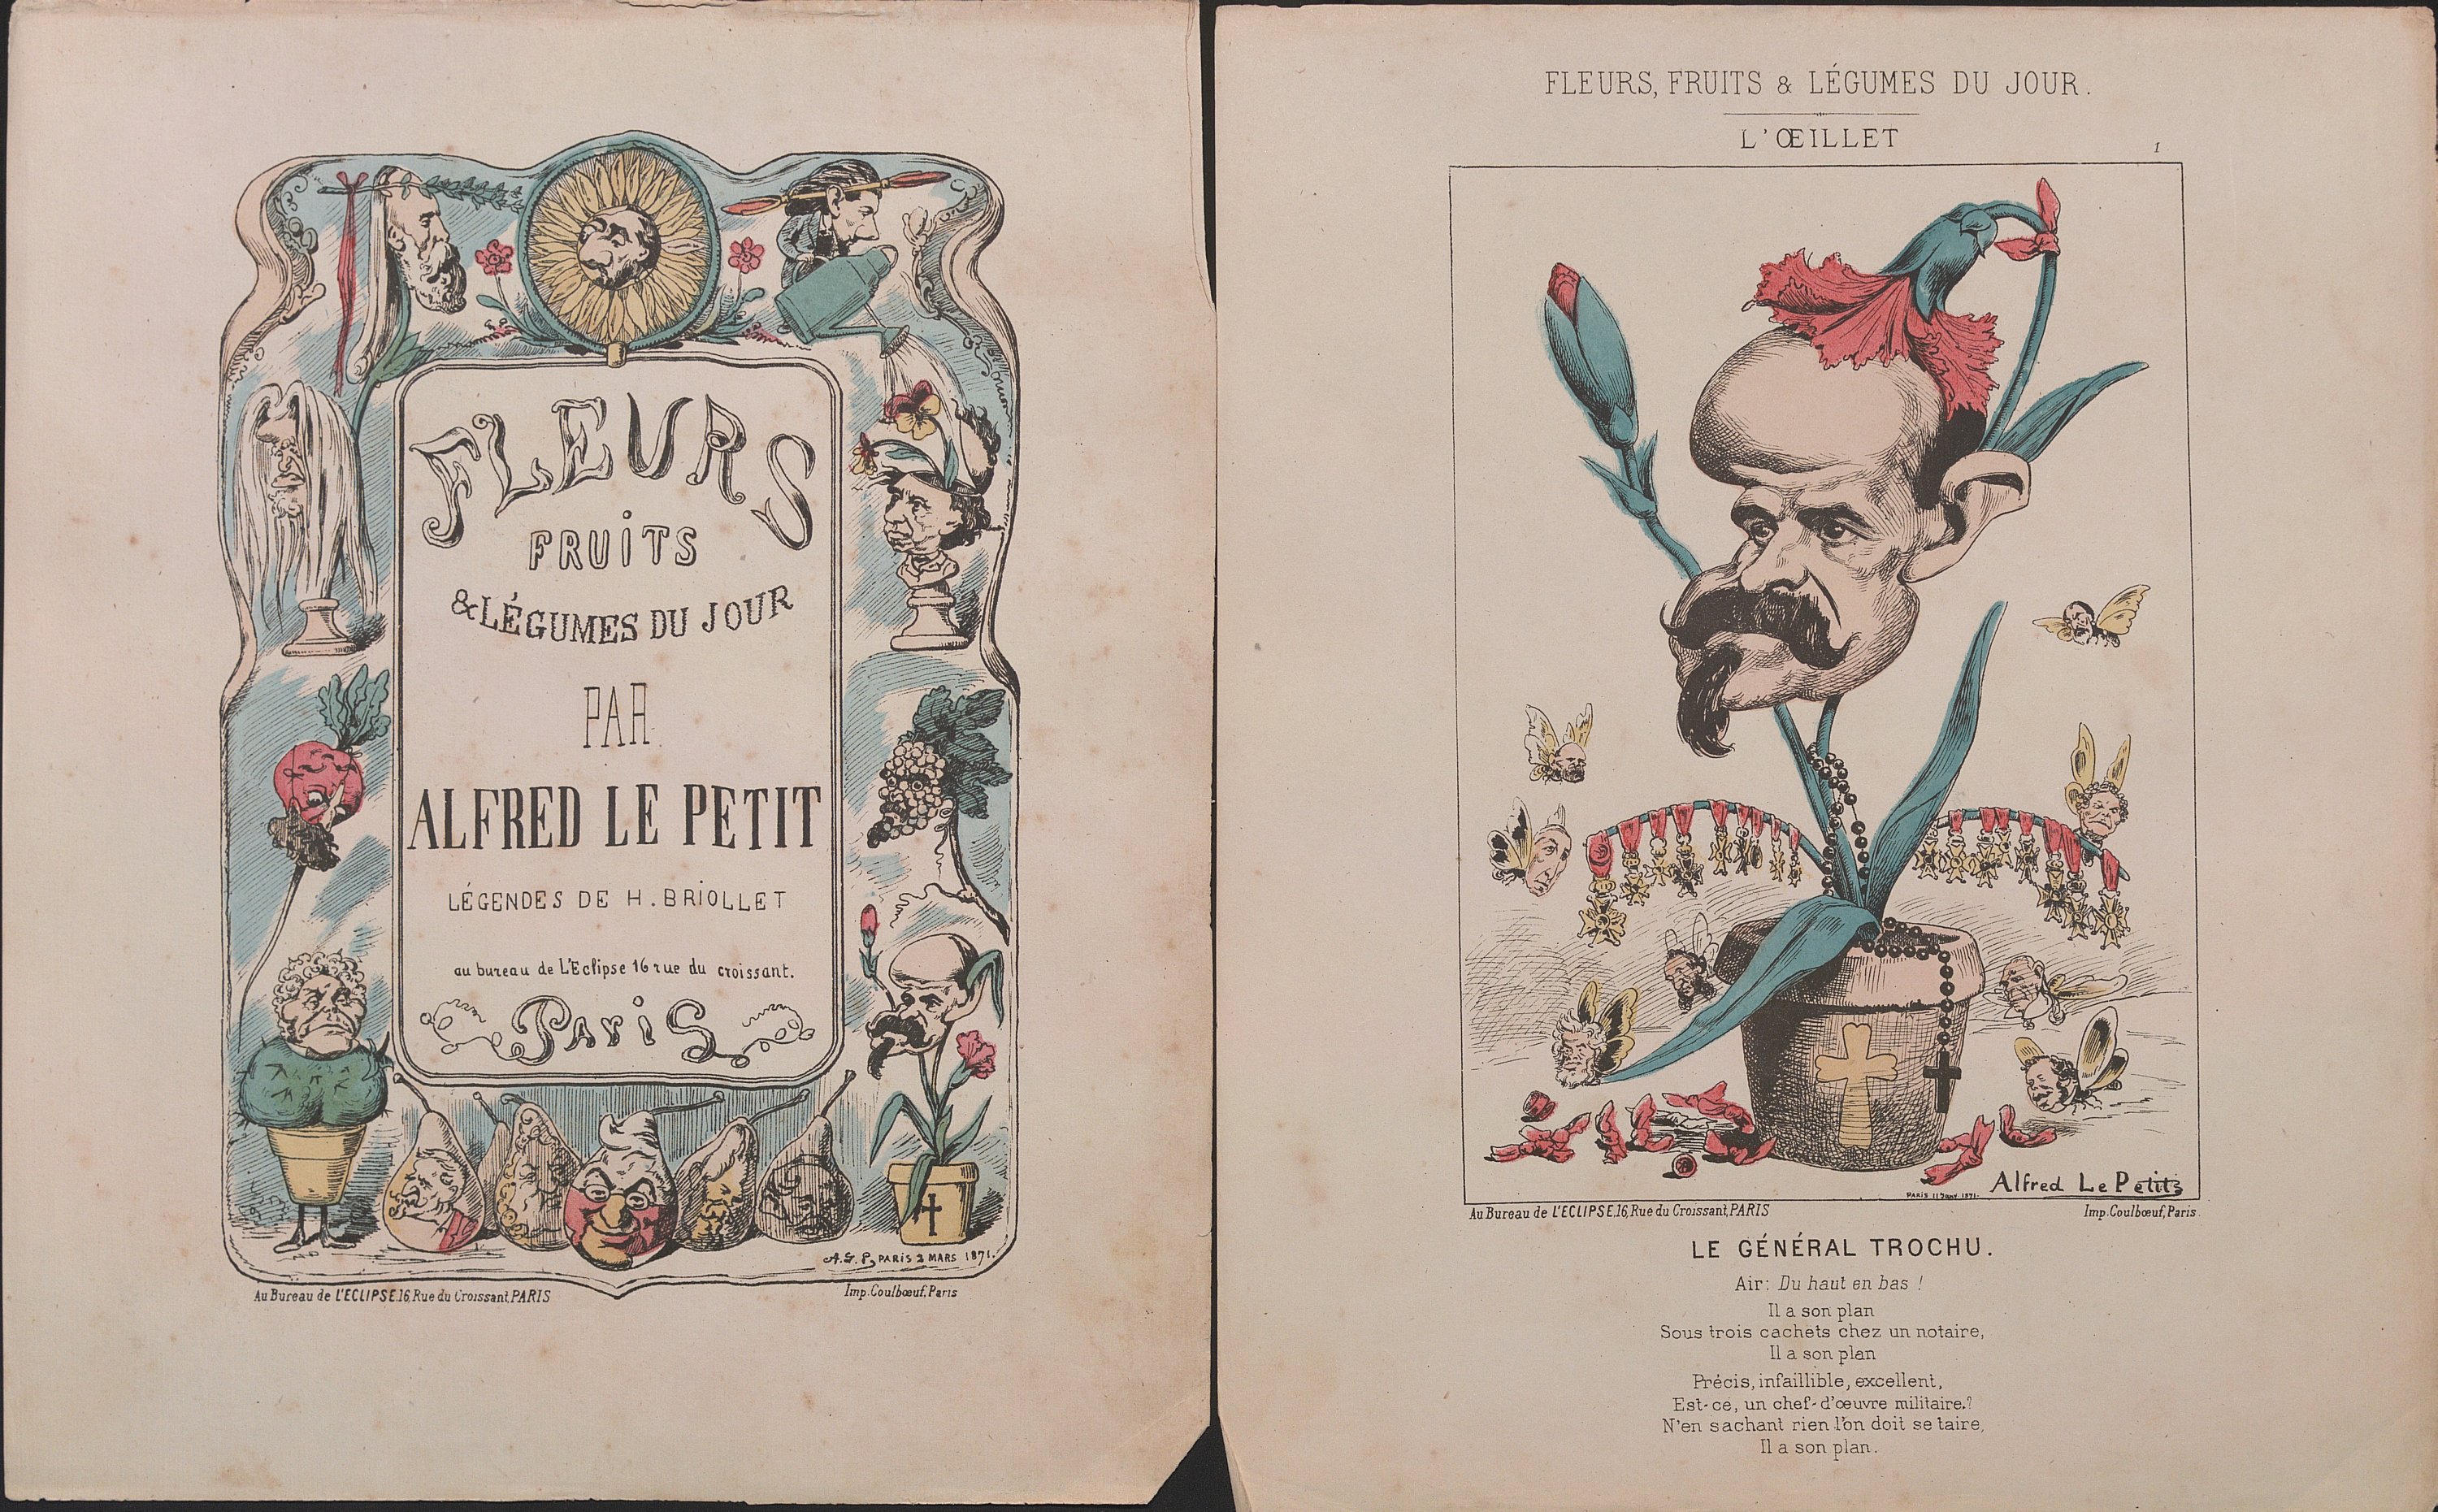 FLEURS
FRUiTS
& LÉGUMES DU JOUR
PAR
ALFRED LE PETIT
LÉGENDES DE H. BRIOLLET
au bureau de L'Eclipse 16 rue du croissant.
PariS
A. L. P. PARIS 2 MARS 1871.
Au Bureau de L'ECLIPSE. 16, Rue du Croissant, PARIS
Imp. Coulbœuf, Paris
FLEURS, FRUITS & LÉGUMES DU JOUR.
L'ŒILLET
1
Alfred Le Petit
PARIS 11 Janr 1871.
Au Bureau de L'ECLIPSE, 16, Rue du Croissant, PARIS
Imp. Coulbœuf, Paris
LE GÉNÉRAL TROCHU.
Air: Du haut en bas !
Il a son plan
Sous trois cachets chez un notaire,
Il a son plan
Précis, infaillible, excellent,
Est-ce, un chef-d'œuvre militaire.?
N'en sachant rien l'on doit se taire,
Il a son plan.